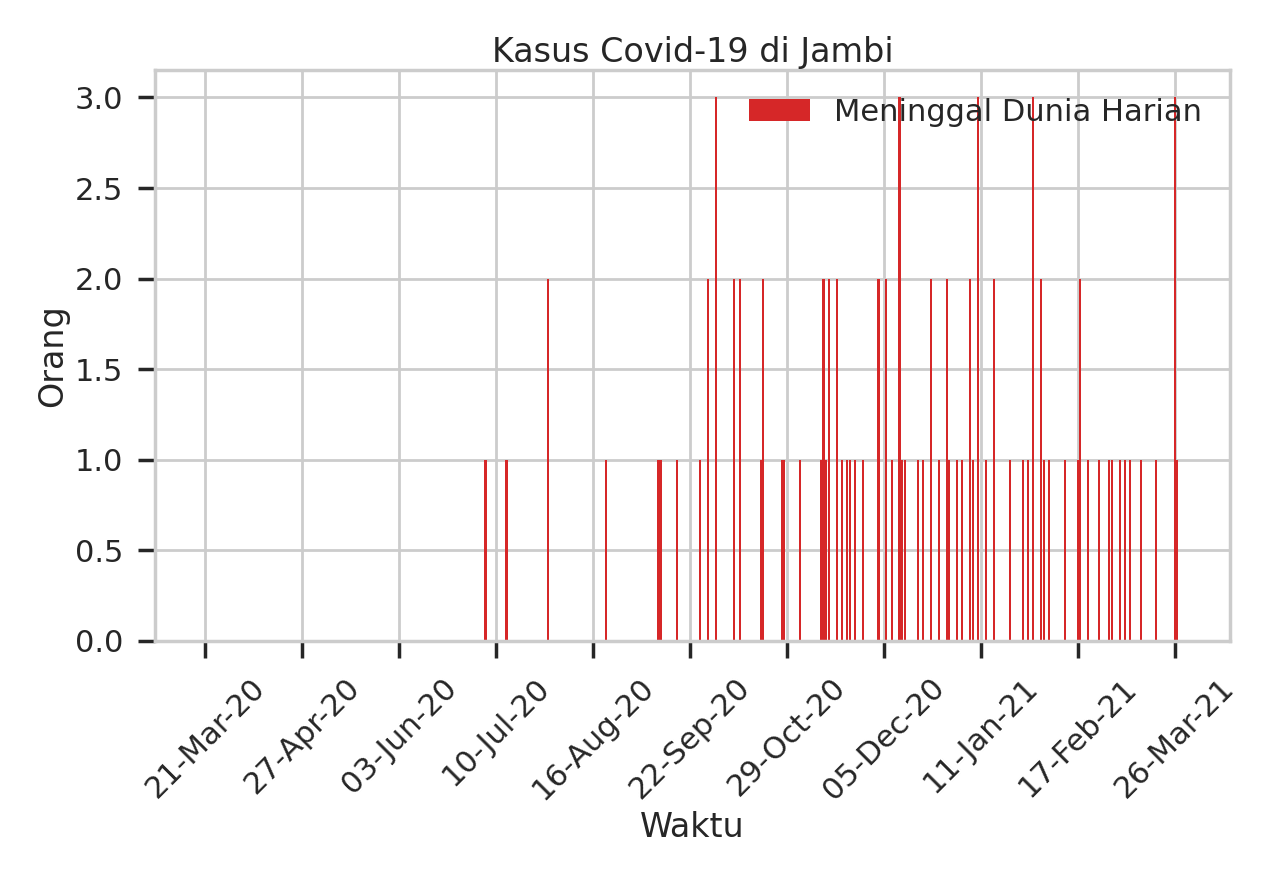 Kasus Covid-19 di Jambi
Meninggal Dunia Harian
3.0
2.5
2.0
1.5
1.0
0.5
0.0
Orang
21-Mar-20
27-Apr-20
03-Jun-20
10-Jul-20
16-Aug-20
22-Sep-20
29-Oct-20
05-Dec-20
11-Jan-21
17-Feb-21
26-Mar-21
Waktu